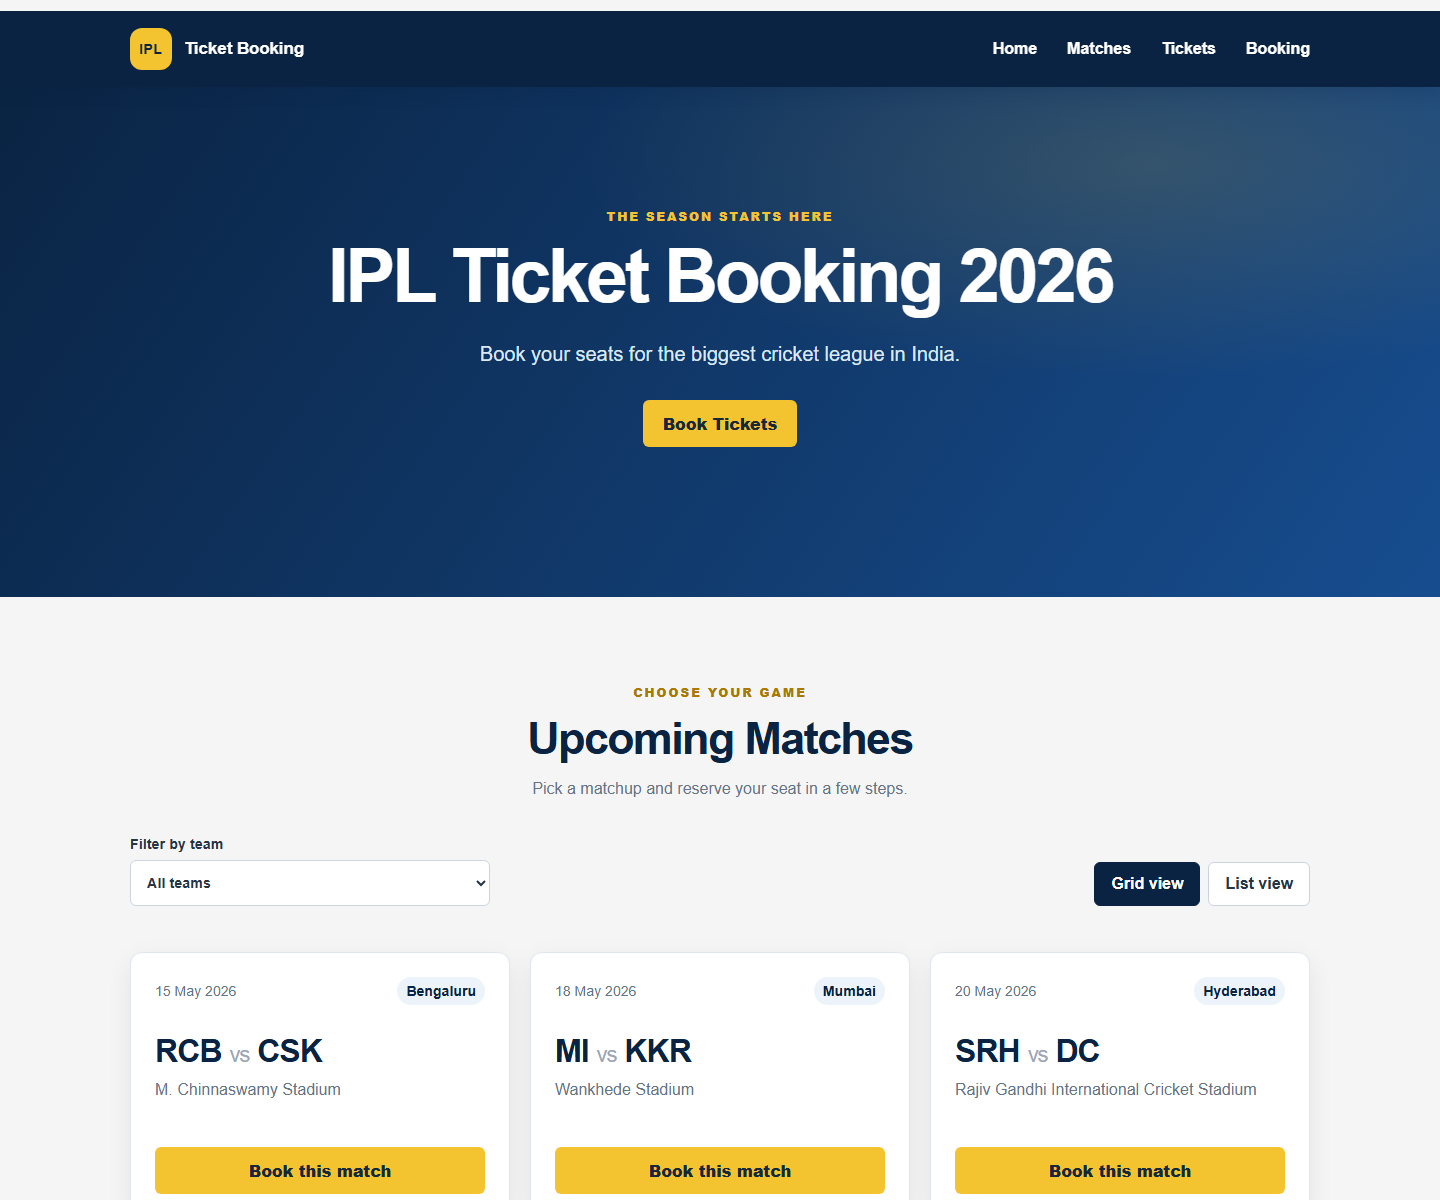 IPL Ticket Booking Home Matches Tickets Booking
THE SEASON STARTS HERE
IPL Ticket Booking 2026
Book your seats for the biggest cricket league in India.
Book Tickets
CHOOSE YOUR GAME
Upcoming Matches
Pick a matchup and reserve your seat in a few steps.
Filter by team
All teams
Grid view List view
15 May 2026 Bengaluru
RCB vs CSK
M. Chinnaswamy Stadium
Book this match
18 May 2026 Mumbai
MI vs KKR
Wankhede Stadium
Book this match
20 May 2026 Hyderabad
SRH vs DC
Rajiv Gandhi International Cricket Stadium
Book this match